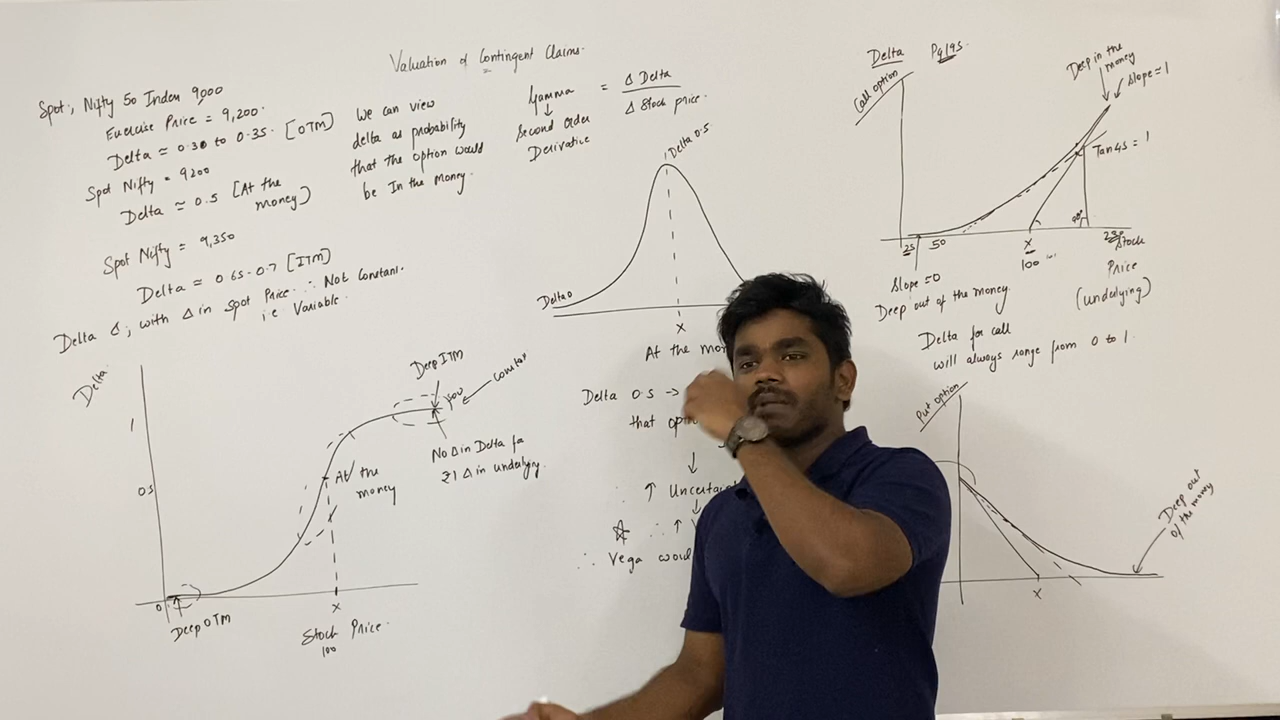 Valuation of Contingent Claims.
Spot, Nifty 50 Index 9,000
Exercise Price = 9,200.
Delta ≈ 0.30 to 0.35. [OTM]
Spot Nifty = 9200
Delta ≃ 0.5 [At the
money)
Spot Nifty = 9,350
Delta ≈ 0.65-0.7 [ITM]
Delta Δ; with Δ in Spot Price ∴ Not Constant.
i.e Variable.
We can view
delta as probability
that the option would
be In the money.
Gamma = Δ Delta
Δ Stock price.
↓
Second order
Derivative
Delta 0.5
Delta 0
X
At the
Delta 0.5 →
that
↓
∴ ↑
↓
☆ ∴ ↑
∴ Vega
Delta
1
0.5
0
Deep ITM
constant
No Δ in Delta for
₹1 Δ in underlying.
At the
money
Deep OTM
X
Stock Price
100
Delta
Call option
Deep in the
money
slope = 1
Tan 45 = 1
90°
25 50 X
100
Stock
Price
(underlying)
Slope = 0
Deep out of the money.
Delta for call
will always range from 0 to 1.
Put option
Deep out
of the money
X